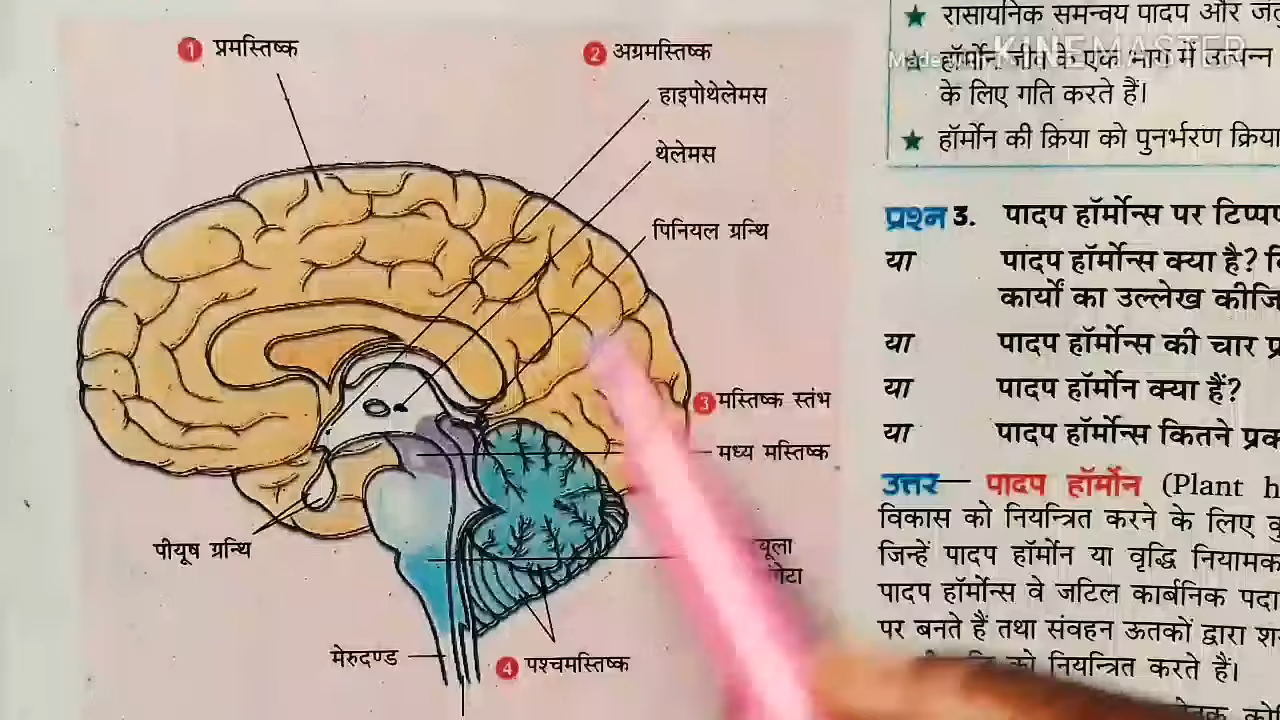 1 प्रमस्तिष्क
2 अग्रमस्तिष्क
हाइपोथेलेमस
थेलेमस
पिनियल ग्रन्थि
3 मस्तिष्क स्तंभ
मध्य मस्तिष्क
पीयूष ग्रन्थि
मेरुदण्ड
4 पश्चमस्तिष्क
★ रासायनिक समन्वय पादप और
Made KINEMASTER
★ हॉर्मोन जीव के एक भाग में उत्पन्न
के लिए गति करते हैं।
★ हॉर्मोन की क्रिया को पुनर्भरण क्रिया
प्रश्न 3. पादप हॉर्मोन्स पर
या पादप हॉर्मोन्स क्या है?
कार्यों का उल्लेख
या पादप हॉर्मोन्स की चार
या पादप हॉर्मोन क्या हैं?
या पादप हॉर्मोन्स कितने
उत्तर— पादप हॉर्मोन (Plant
विकास को नियन्त्रित करने के लिए
जिन्हें पादप हॉर्मोन या वृद्धि
पादप हॉर्मोन्स वे जटिल कार्बनिक
पर बनते हैं तथा संवहन ऊतकों द्वारा
को नियन्त्रित करते हैं।